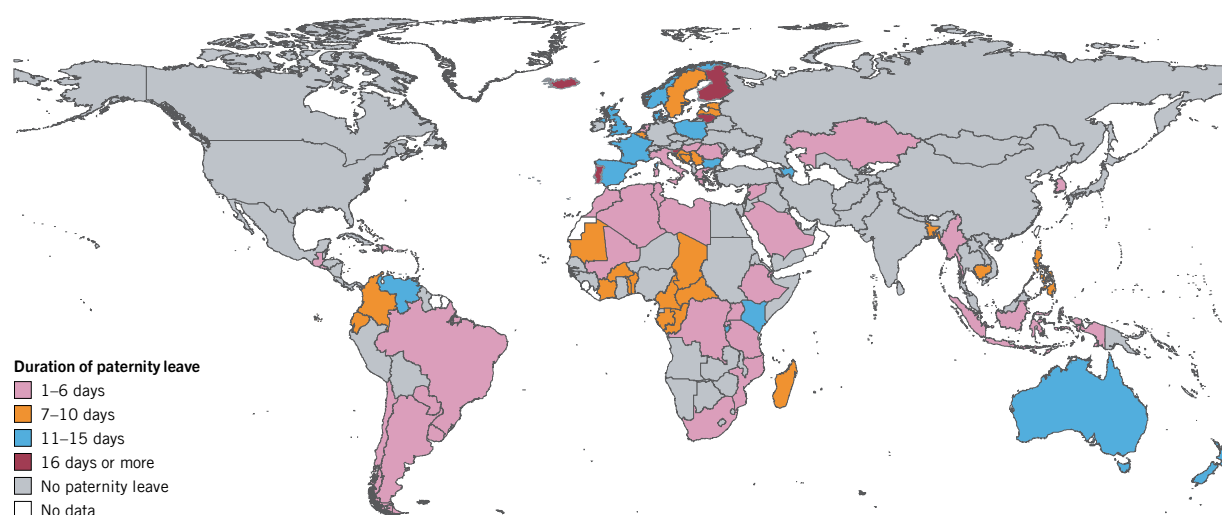 Duration of paternity leave
1–6 days
7–10 days
11–15 days
16 days or more
No paternity leave
No data